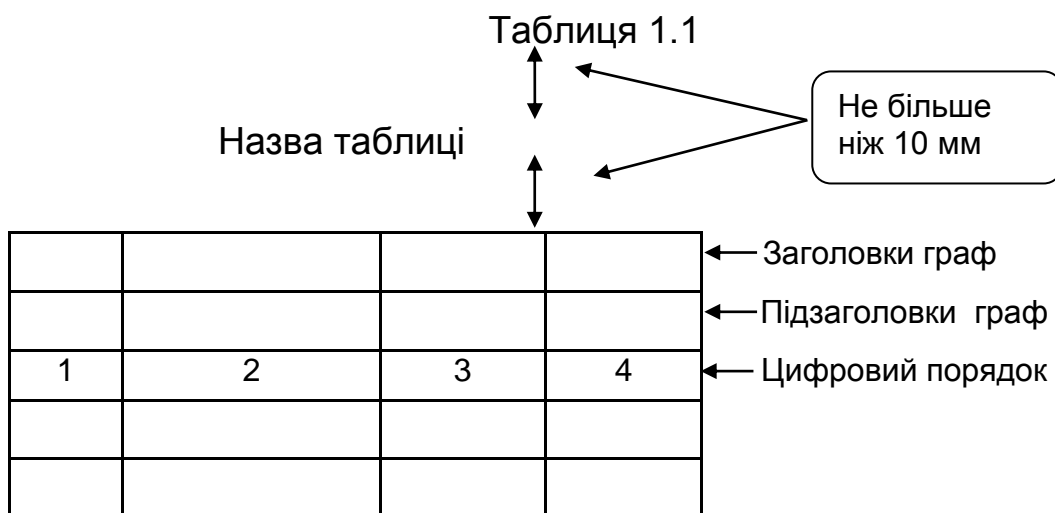 Таблиця 1.1
Не більше
ніж 10 мм
Назва таблиці
Заголовки граф
Підзаголовки граф
1 2 3 4 Цифровий порядок